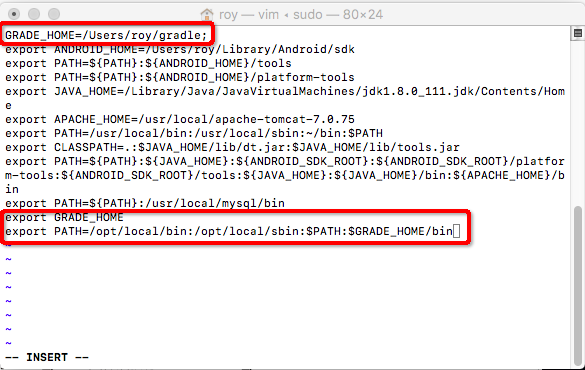 roy — vim ◂ sudo — 80×24
GRADE_HOME=/Users/roy/gradle;
export ANDROID_HOME=/Users/roy/Library/Android/sdk
export PATH=${PATH}:${ANDROID_HOME}/tools
export PATH=${PATH}:${ANDROID_HOME}/platform-tools
export JAVA_HOME=/Library/Java/JavaVirtualMachines/jdk1.8.0_111.jdk/Contents/Hom
e
export APACHE_HOME=/usr/local/apache-tomcat-7.0.75
export PATH=/usr/local/bin:/usr/local/sbin:~/bin:$PATH
export CLASSPATH=.:$JAVA_HOME/lib/dt.jar:$JAVA_HOME/lib/tools.jar
export PATH=${PATH}:${JAVA_HOME}:${ANDROID_SDK_ROOT}:${ANDROID_SDK_ROOT}/platfor
m-tools:${ANDROID_SDK_ROOT}/tools:${JAVA_HOME}:${JAVA_HOME}/bin:${APACHE_HOME}/b
in
export PATH=${PATH}:/usr/local/mysql/bin
export GRADE_HOME
export PATH=/opt/local/bin:/opt/local/sbin:$PATH:$GRADE_HOME/bin
~
~
~
~
~
~
~
-- INSERT --